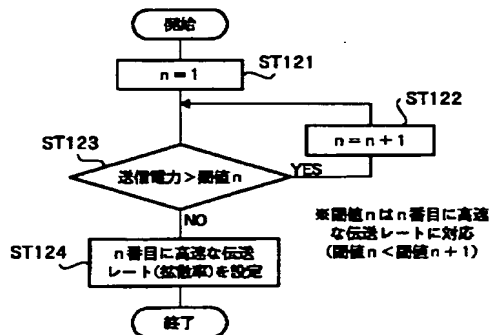 開始
n=1
ST121
ST122
n=n+1
ST123
送信電力>閾値n
YES
NO
※閾値nはn番目に高速
な伝送レートに対応
(閾値n<閾値n+1)
ST124
n番目に高速な伝送
レート(拡散率)を設定
終了